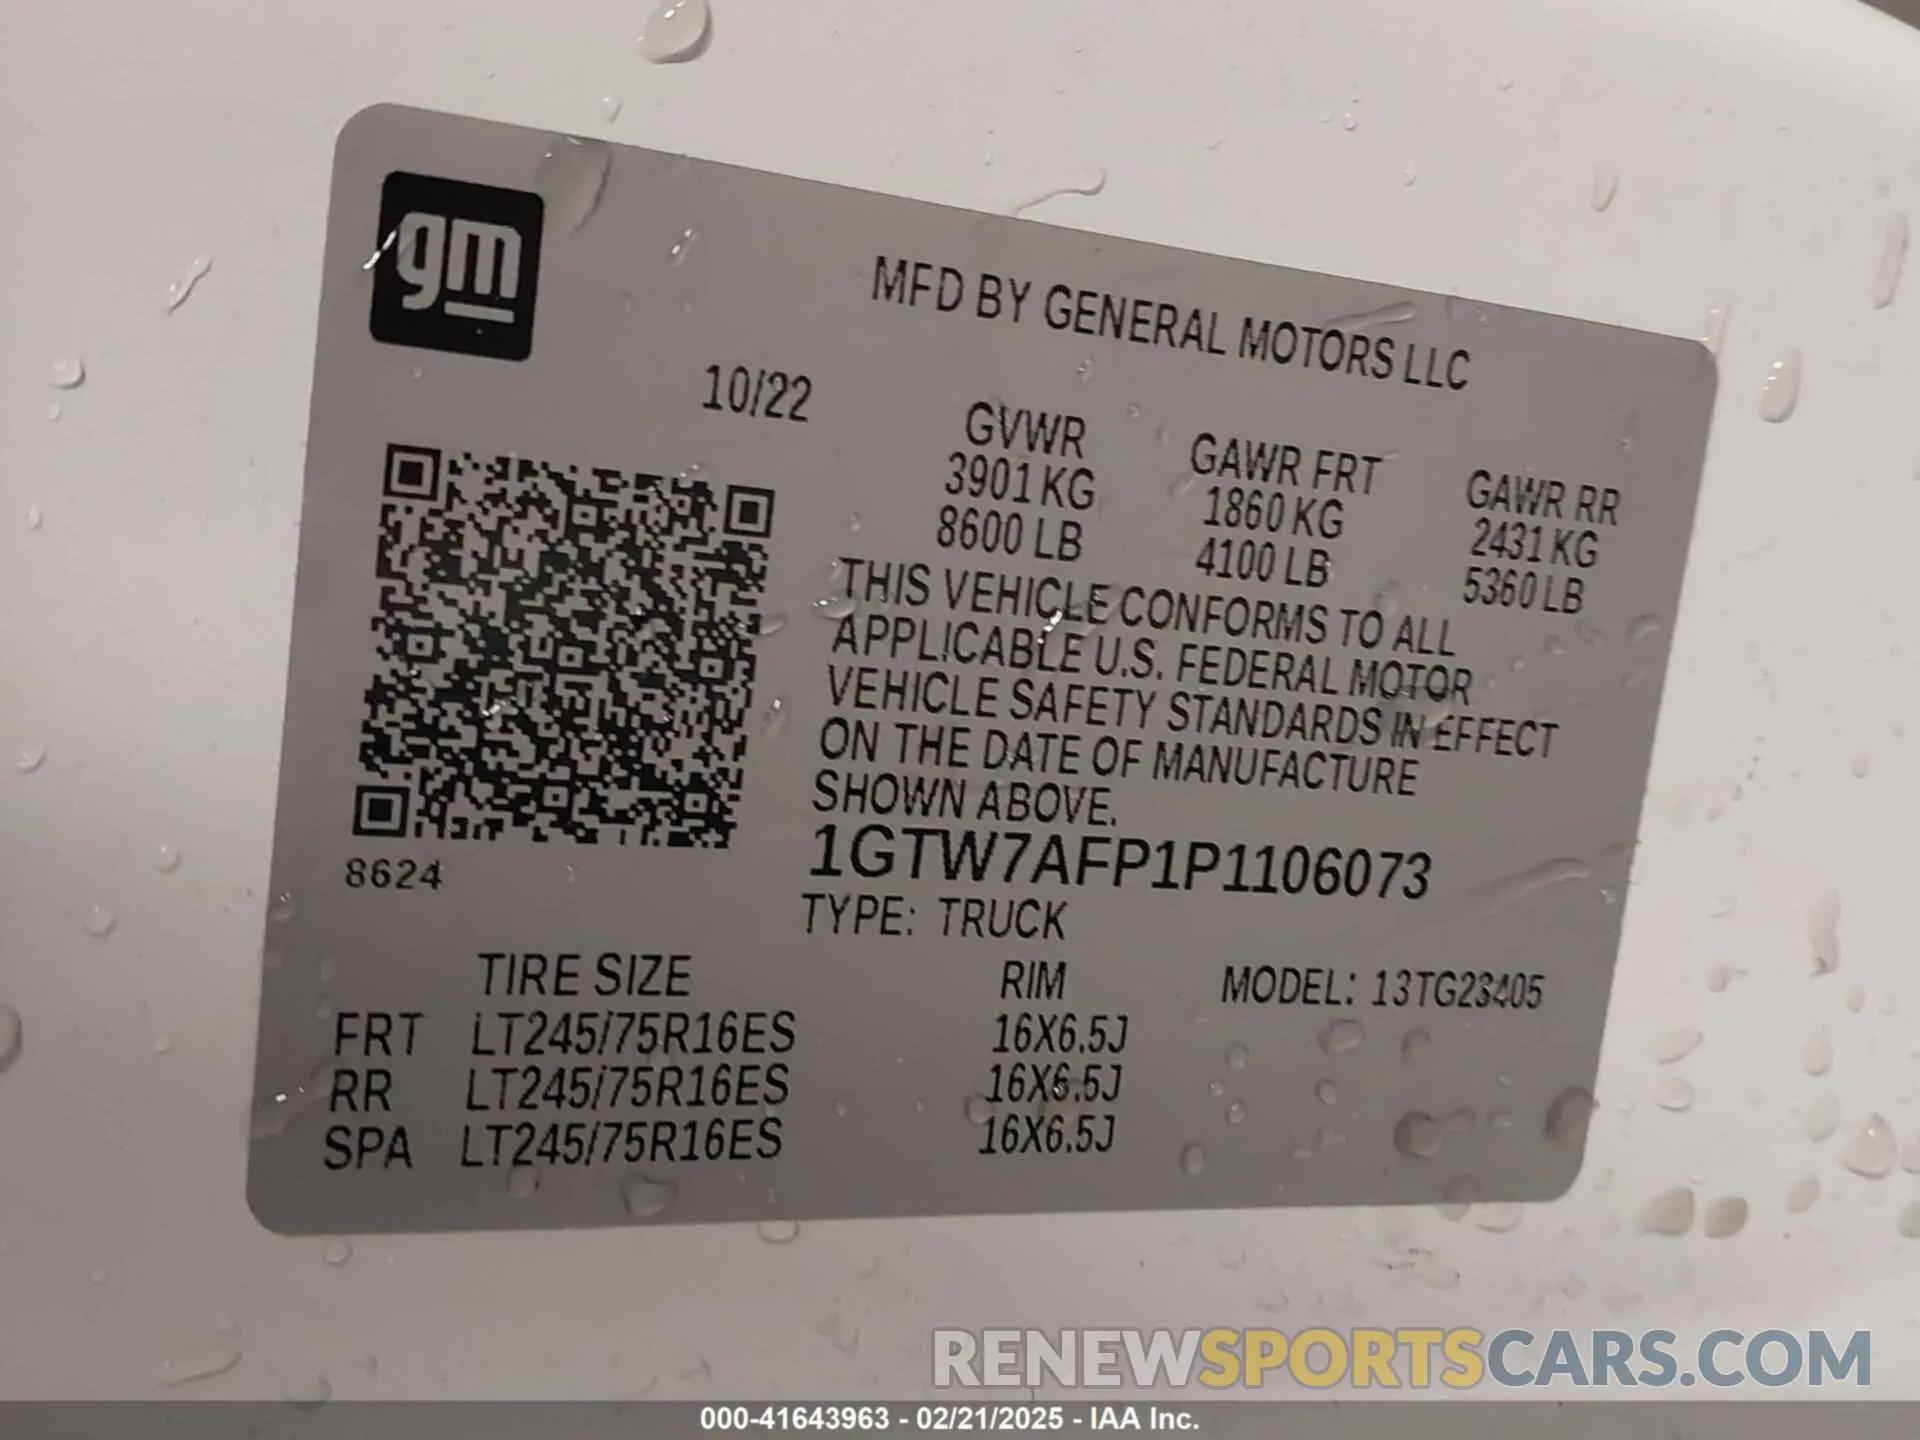 gm
MFD BY GENERAL MOTORS LLC
10/22
GVWR GAWR FRT GAWR RR
3901 KG 1860 KG 2431 KG
8600 LB 4100 LB 5360 LB
THIS VEHICLE CONFORMS TO ALL
APPLICABLE U.S. FEDERAL MOTOR
VEHICLE SAFETY STANDARDS IN EFFECT
ON THE DATE OF MANUFACTURE
SHOWN ABOVE.
1GTW7AFP1P1106073
8624
TYPE: TRUCK
TIRE SIZE RIM MODEL: 13TG23405
FRT LT245/75R16ES 16X6.5J
RR LT245/75R16ES 16X6.5J
SPA LT245/75R16ES 16X6.5J
RENEWSPORTSCARS.COM
000-41643963 - 02/21/2025 - IAA Inc.